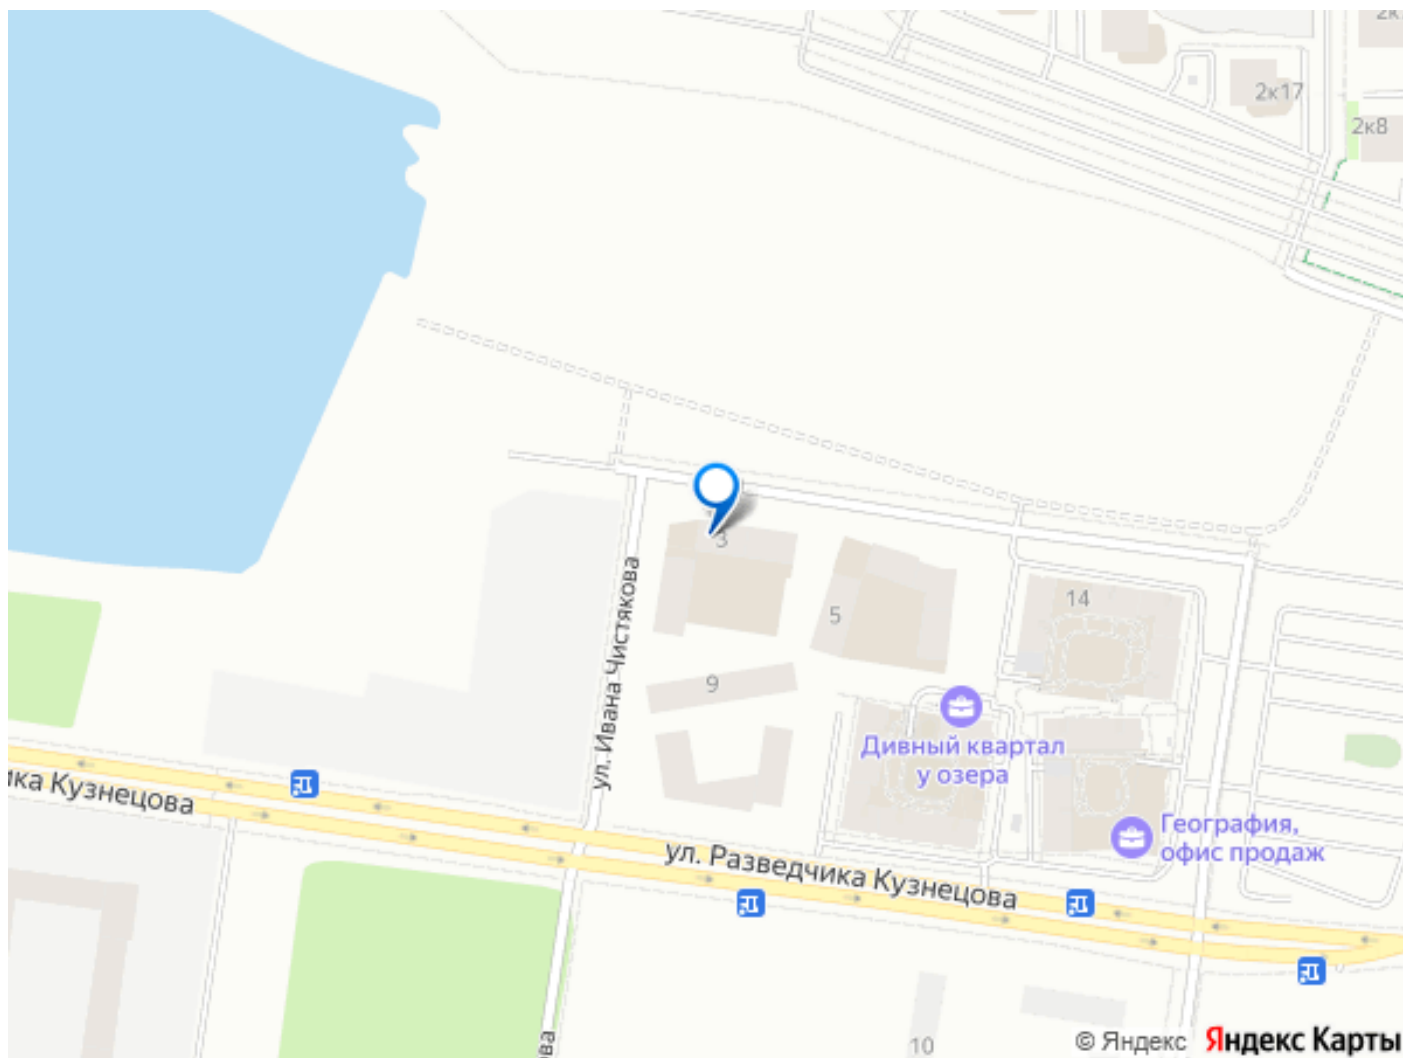 2к17
2к8
3
5
14
9
ул. Ивана Чистякова
Дивный квартал
у озера
ика Кузнецова
География,
офис продаж
ул. Разведчика Кузнецова
ова
10
© Яндекс
Яндекс Карты